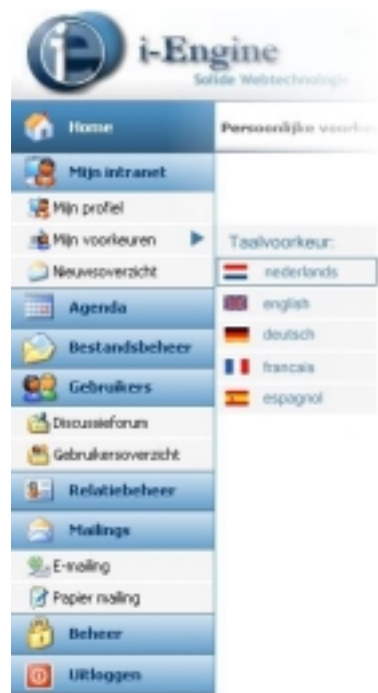 i-Engine
Solide Webtechnologie
Home
Persoonlijke
Mijn intranet
Mijn profiel
Mijn voorkeuren
Nieuwsoverzicht
Agenda
Bestandsbeheer
Gebruikers
Discussieforum
Gebruikersoverzicht
Relatiebeheer
Mailings
E-mailing
Papier mailing
Beheer
Uitloggen
Taalvoorkeur:
nederlands
english
deutsch
francais
espagnol